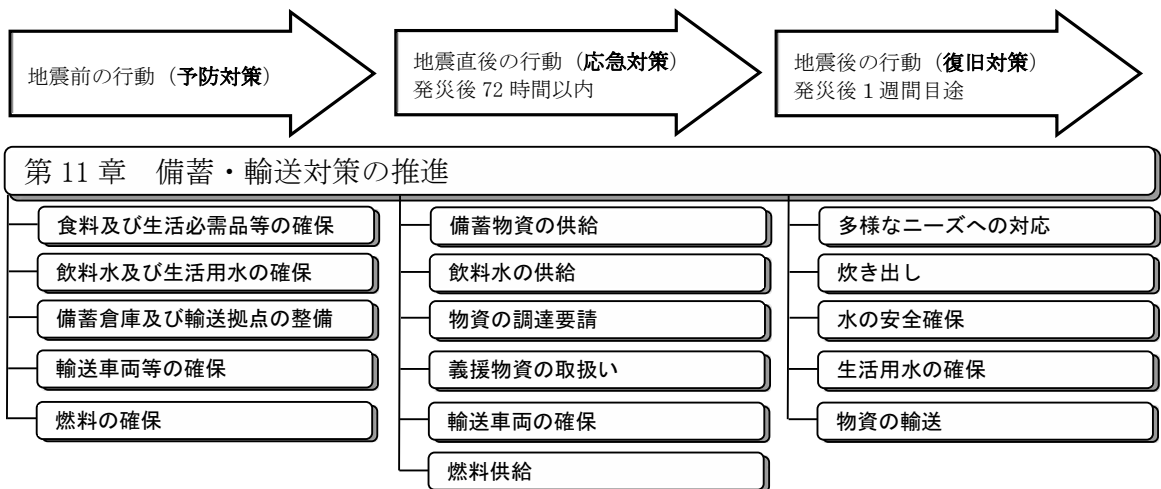 地震前の行動（予防対策）
地震直後の行動（応急対策）
発災後 72 時間以内
地震後の行動（復旧対策）
発災後 1 週間目途
第 11 章　備蓄・輸送対策の推進
食料及び生活必需品等の確保
飲料水及び生活用水の確保
備蓄倉庫及び輸送拠点の整備
輸送車両等の確保
燃料の確保
備蓄物資の供給
飲料水の供給
物資の調達要請
義援物資の取扱い
輸送車両の確保
燃料供給
多様なニーズへの対応
炊き出し
水の安全確保
生活用水の確保
物資の輸送